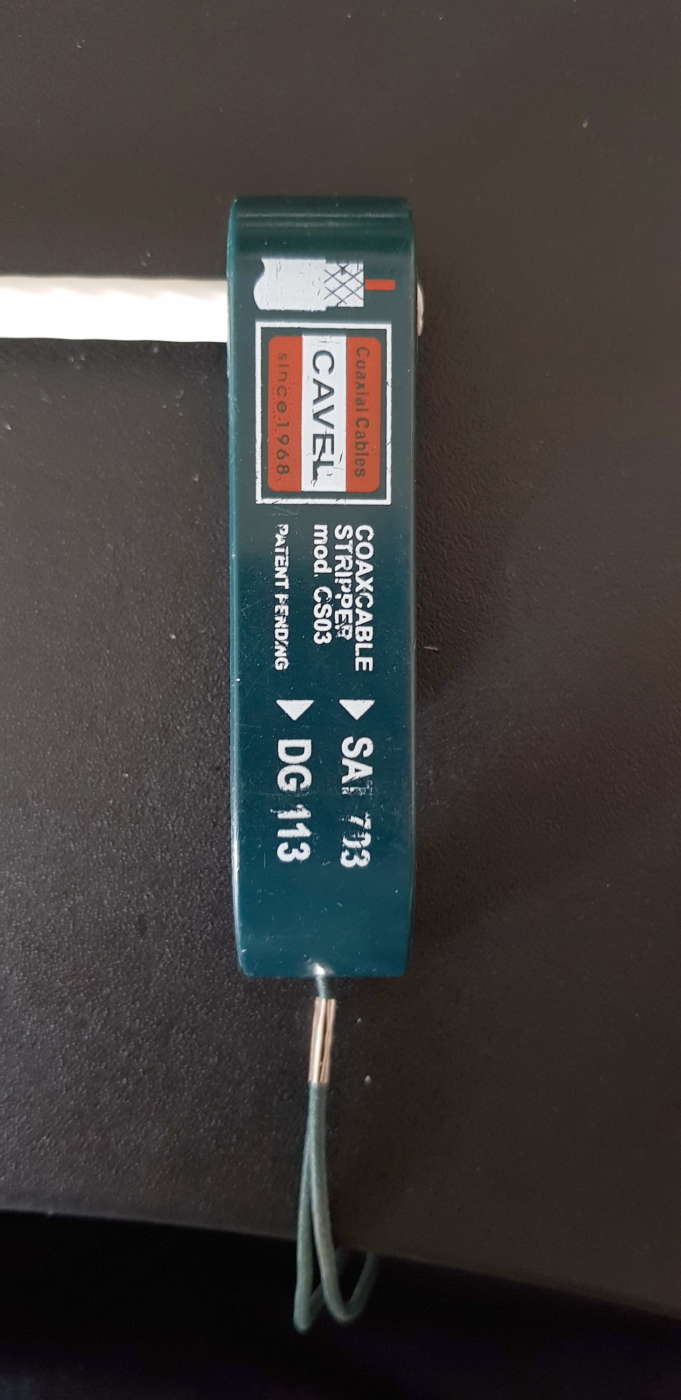 Coaxial Cables
CAVEL
since 1968
COAXCABLE
STRIPPER
mod. CS03
PATENT PENDING
SAT 703
DG 113